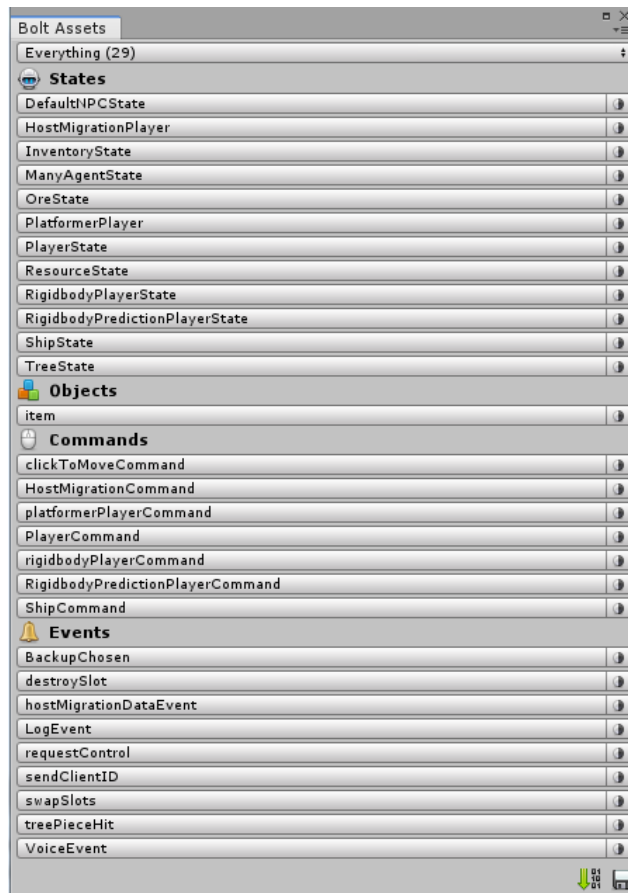 Bolt Assets
Everything (29)
States
DefaultNPCState
HostMigrationPlayer
InventoryState
ManyAgentState
OreState
PlatformerPlayer
PlayerState
ResourceState
RigidbodyPlayerState
RigidbodyPredictionPlayerState
ShipState
TreeState
Objects
item
Commands
clickToMoveCommand
HostMigrationCommand
platformerPlayerCommand
PlayerCommand
rigidbodyPlayerCommand
RigidbodyPredictionPlayerCommand
ShipCommand
Events
BackupChosen
destroySlot
hostMigrationDataEvent
LogEvent
requestControl
sendClientID
swapSlots
treePieceHit
VoiceEvent